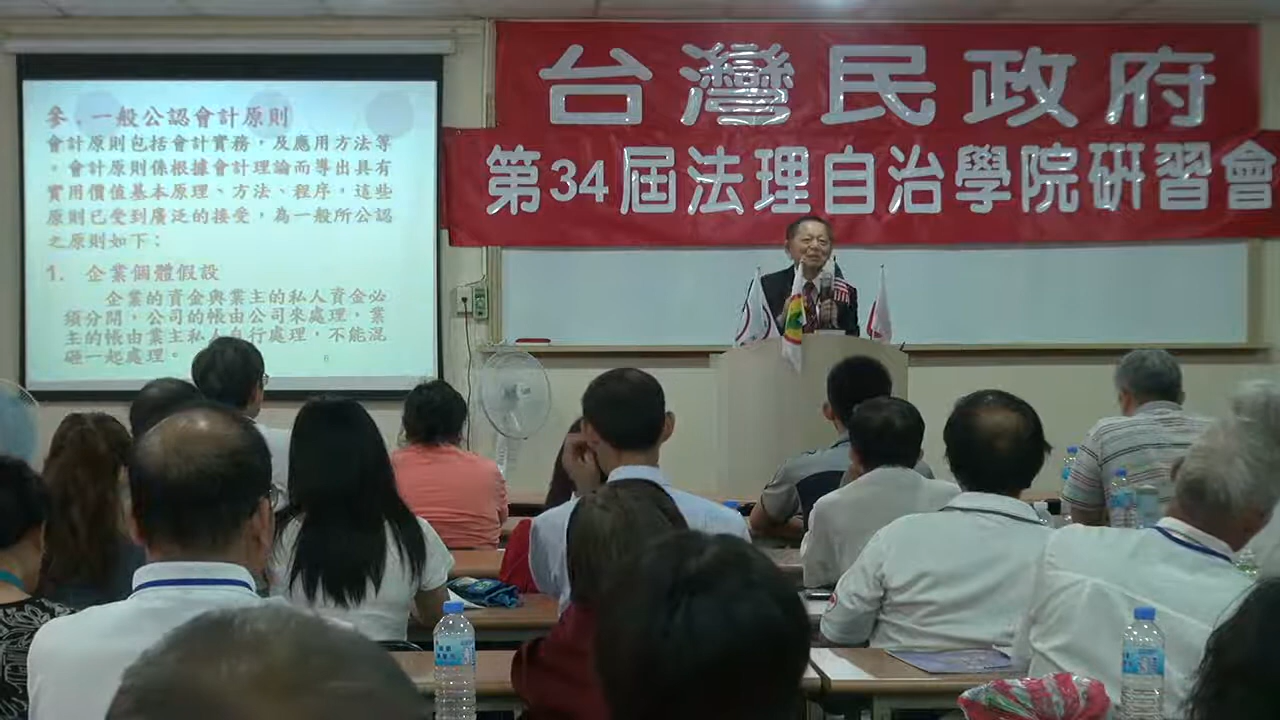 台灣民政府
第34屆法理自治學院研習會
參．一般公認會計原則
會計原則包括會計實務，及應用方法等
。會計原則係根據會計理論而導出具有
實用價值基本原理、方法、程序，這些
原則已受到廣泛的接受，為一般所公認
之原則如下：
1. 企業個體假設
企業的資金與業主的私人資金必
須分開，公司的帳由公司來處理，業
主的帳由業主私人自行處理，不能混
砸一起處理。
6